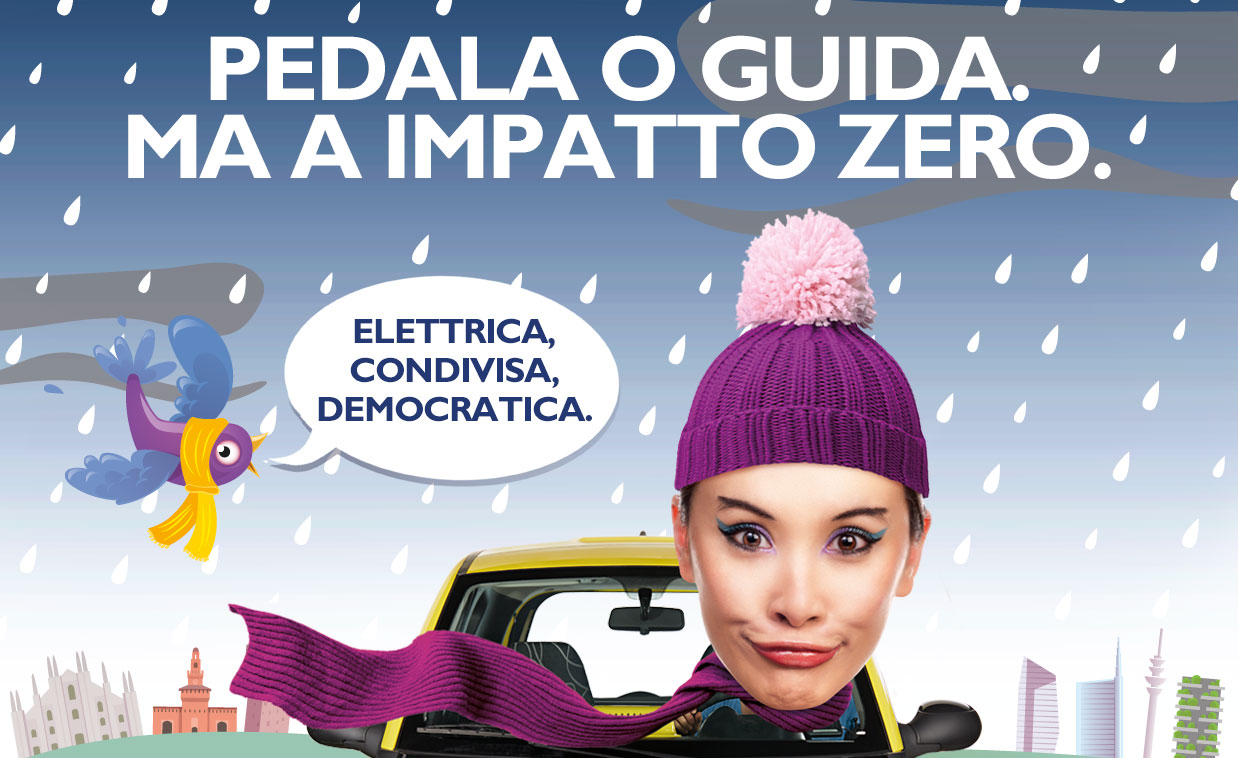 PEDALA O GUIDA.
MA A IMPATTO ZERO.
ELETTRICA,
CONDIVISA,
DEMOCRATICA.